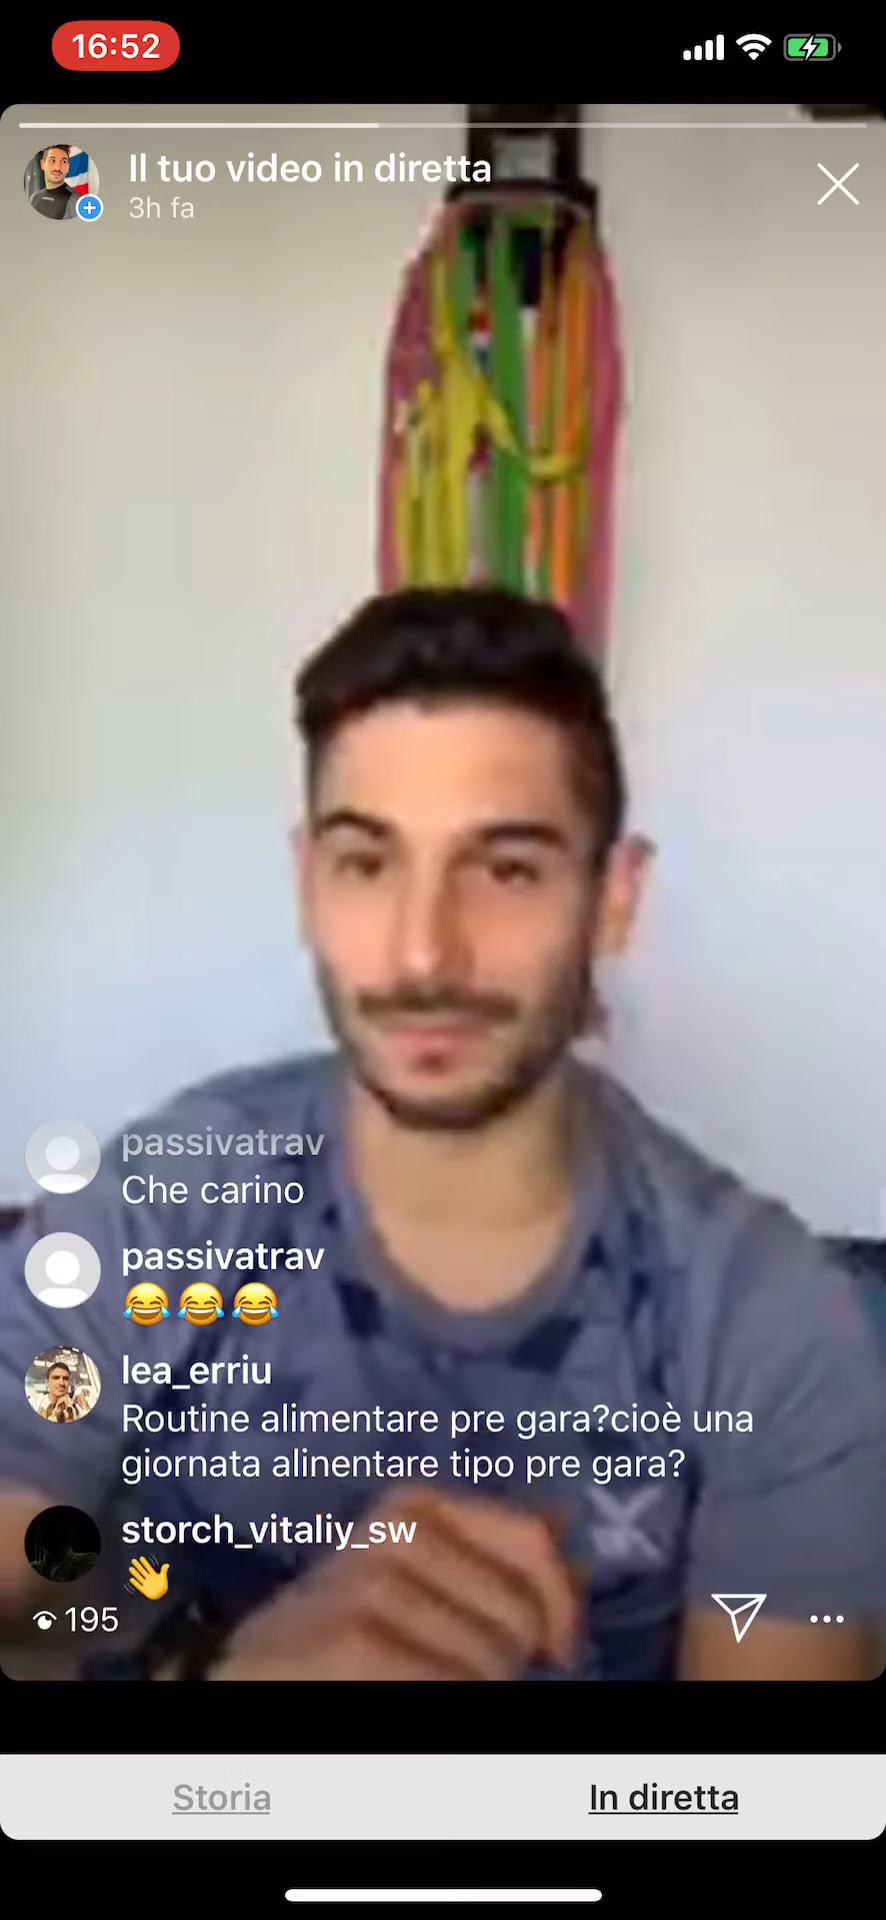 16:52
Il tuo video in diretta
3h fa
passivatrav
Che carino
passivatrav
😂😂😂
lea_erriu
Routine alimentare pre gara?cioè una
giornata alinentare tipo pre gara?
storch_vitaliy_sw
👋
195
Storia
In diretta